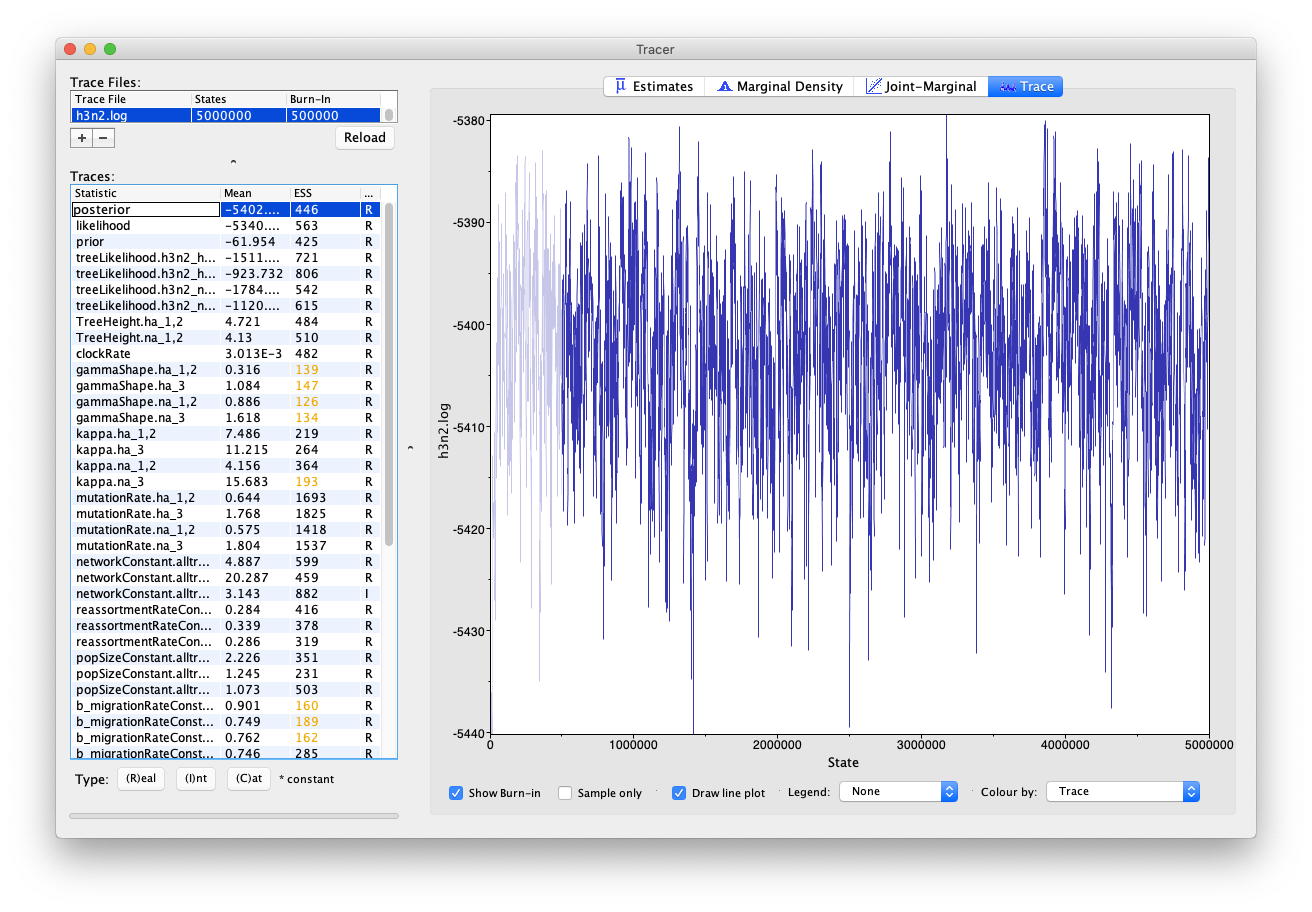 Tracer
Trace Files:
Trace File States Burn-In
h3n2.log 5000000 500000
+ − Reload
Traces:
Statistic Mean ESS ...
posterior -5402.... 446 R
likelihood -5340.... 563 R
prior -61.954 425 R
treeLikelihood.h3n2_h... -1511.... 721 R
treeLikelihood.h3n2_h... -923.732 806 R
treeLikelihood.h3n2_n... -1784.... 542 R
treeLikelihood.h3n2_n... -1120.... 615 R
TreeHeight.ha_1,2 4.721 484 R
TreeHeight.na_1,2 4.13 510 R
clockRate 3.013E-3 482 R
gammaShape.ha_1,2 0.316 139 R
gammaShape.ha_3 1.084 147 R
gammaShape.na_1,2 0.886 126 R
gammaShape.na_3 1.618 134 R
kappa.ha_1,2 7.486 219 R
kappa.ha_3 11.215 264 R
kappa.na_1,2 4.156 364 R
kappa.na_3 15.683 193 R
mutationRate.ha_1,2 0.644 1693 R
mutationRate.ha_3 1.768 1825 R
mutationRate.na_1,2 0.575 1418 R
mutationRate.na_3 1.804 1537 R
networkConstant.alltr... 4.887 599 R
networkConstant.alltr... 20.287 459 R
networkConstant.alltr... 3.143 882 I
reassortmentRateCon... 0.284 416 R
reassortmentRateCon... 0.339 378 R
reassortmentRateCon... 0.286 319 R
popSizeConstant.alltr... 2.226 351 R
popSizeConstant.alltr... 1.245 231 R
popSizeConstant.alltr... 1.073 503 R
b_migrationRateConst... 0.901 160 R
b_migrationRateConst... 0.749 189 R
b_migrationRateConst... 0.762 162 R
b_migrationRateConst... 0.746 285 R
Type: (R)eal (I)nt (C)at * constant
μ Estimates Marginal Density Joint-Marginal Trace
-5380
-5390
-5400
-5410
-5420
-5430
-5440
h3n2.log
0 1000000 2000000 3000000 4000000 5000000
State
Show Burn-in Sample only Draw line plot Legend: None Colour by: Trace